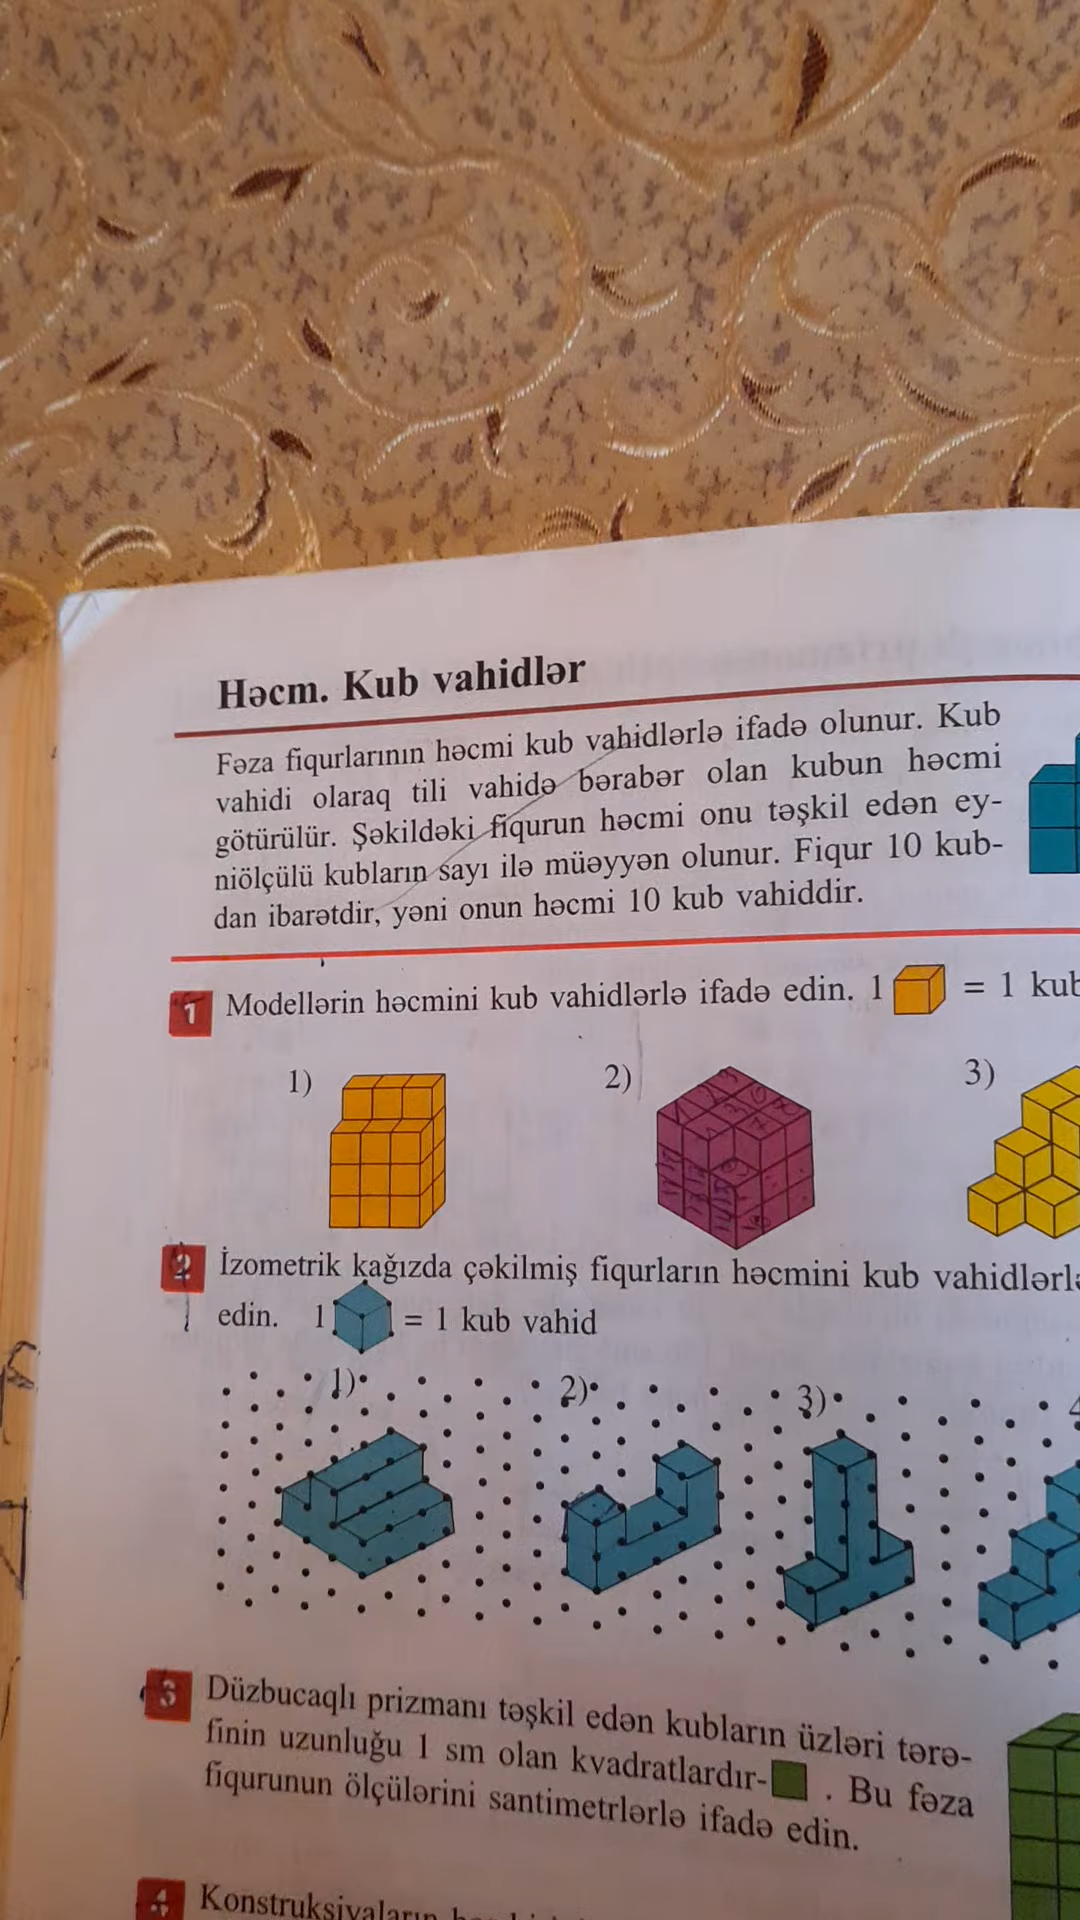 Həcm. Kub vahidlər
Fəza fiqurlarının həcmi kub vahidlərlə ifadə olunur. Kub
vahidi olaraq tili vahidə bərabər olan kubun həcmi
götürülür. Şəkildəki fiqurun həcmi onu təşkil edən ey-
niölçülü kubların sayı ilə müəyyən olunur. Fiqur 10 kub-
dan ibarətdir, yəni onun həcmi 10 kub vahiddir.
1 Modellərin həcmini kub vahidlərlə ifadə edin. 1 = 1 kub
1) 2) 3)
2 İzometrik kağızda çəkilmiş fiqurların həcmini kub vahidlərlə
edin. 1 = 1 kub vahid
1) 2) 3) 4
3 Düzbucaqlı prizmanı təşkil edən kubların üzləri tərə-
finin uzunluğu 1 sm olan kvadratlardır- . Bu fəza
fiqurunun ölçülərini santimetrlərlə ifadə edin.
4 Konstruksiyaların